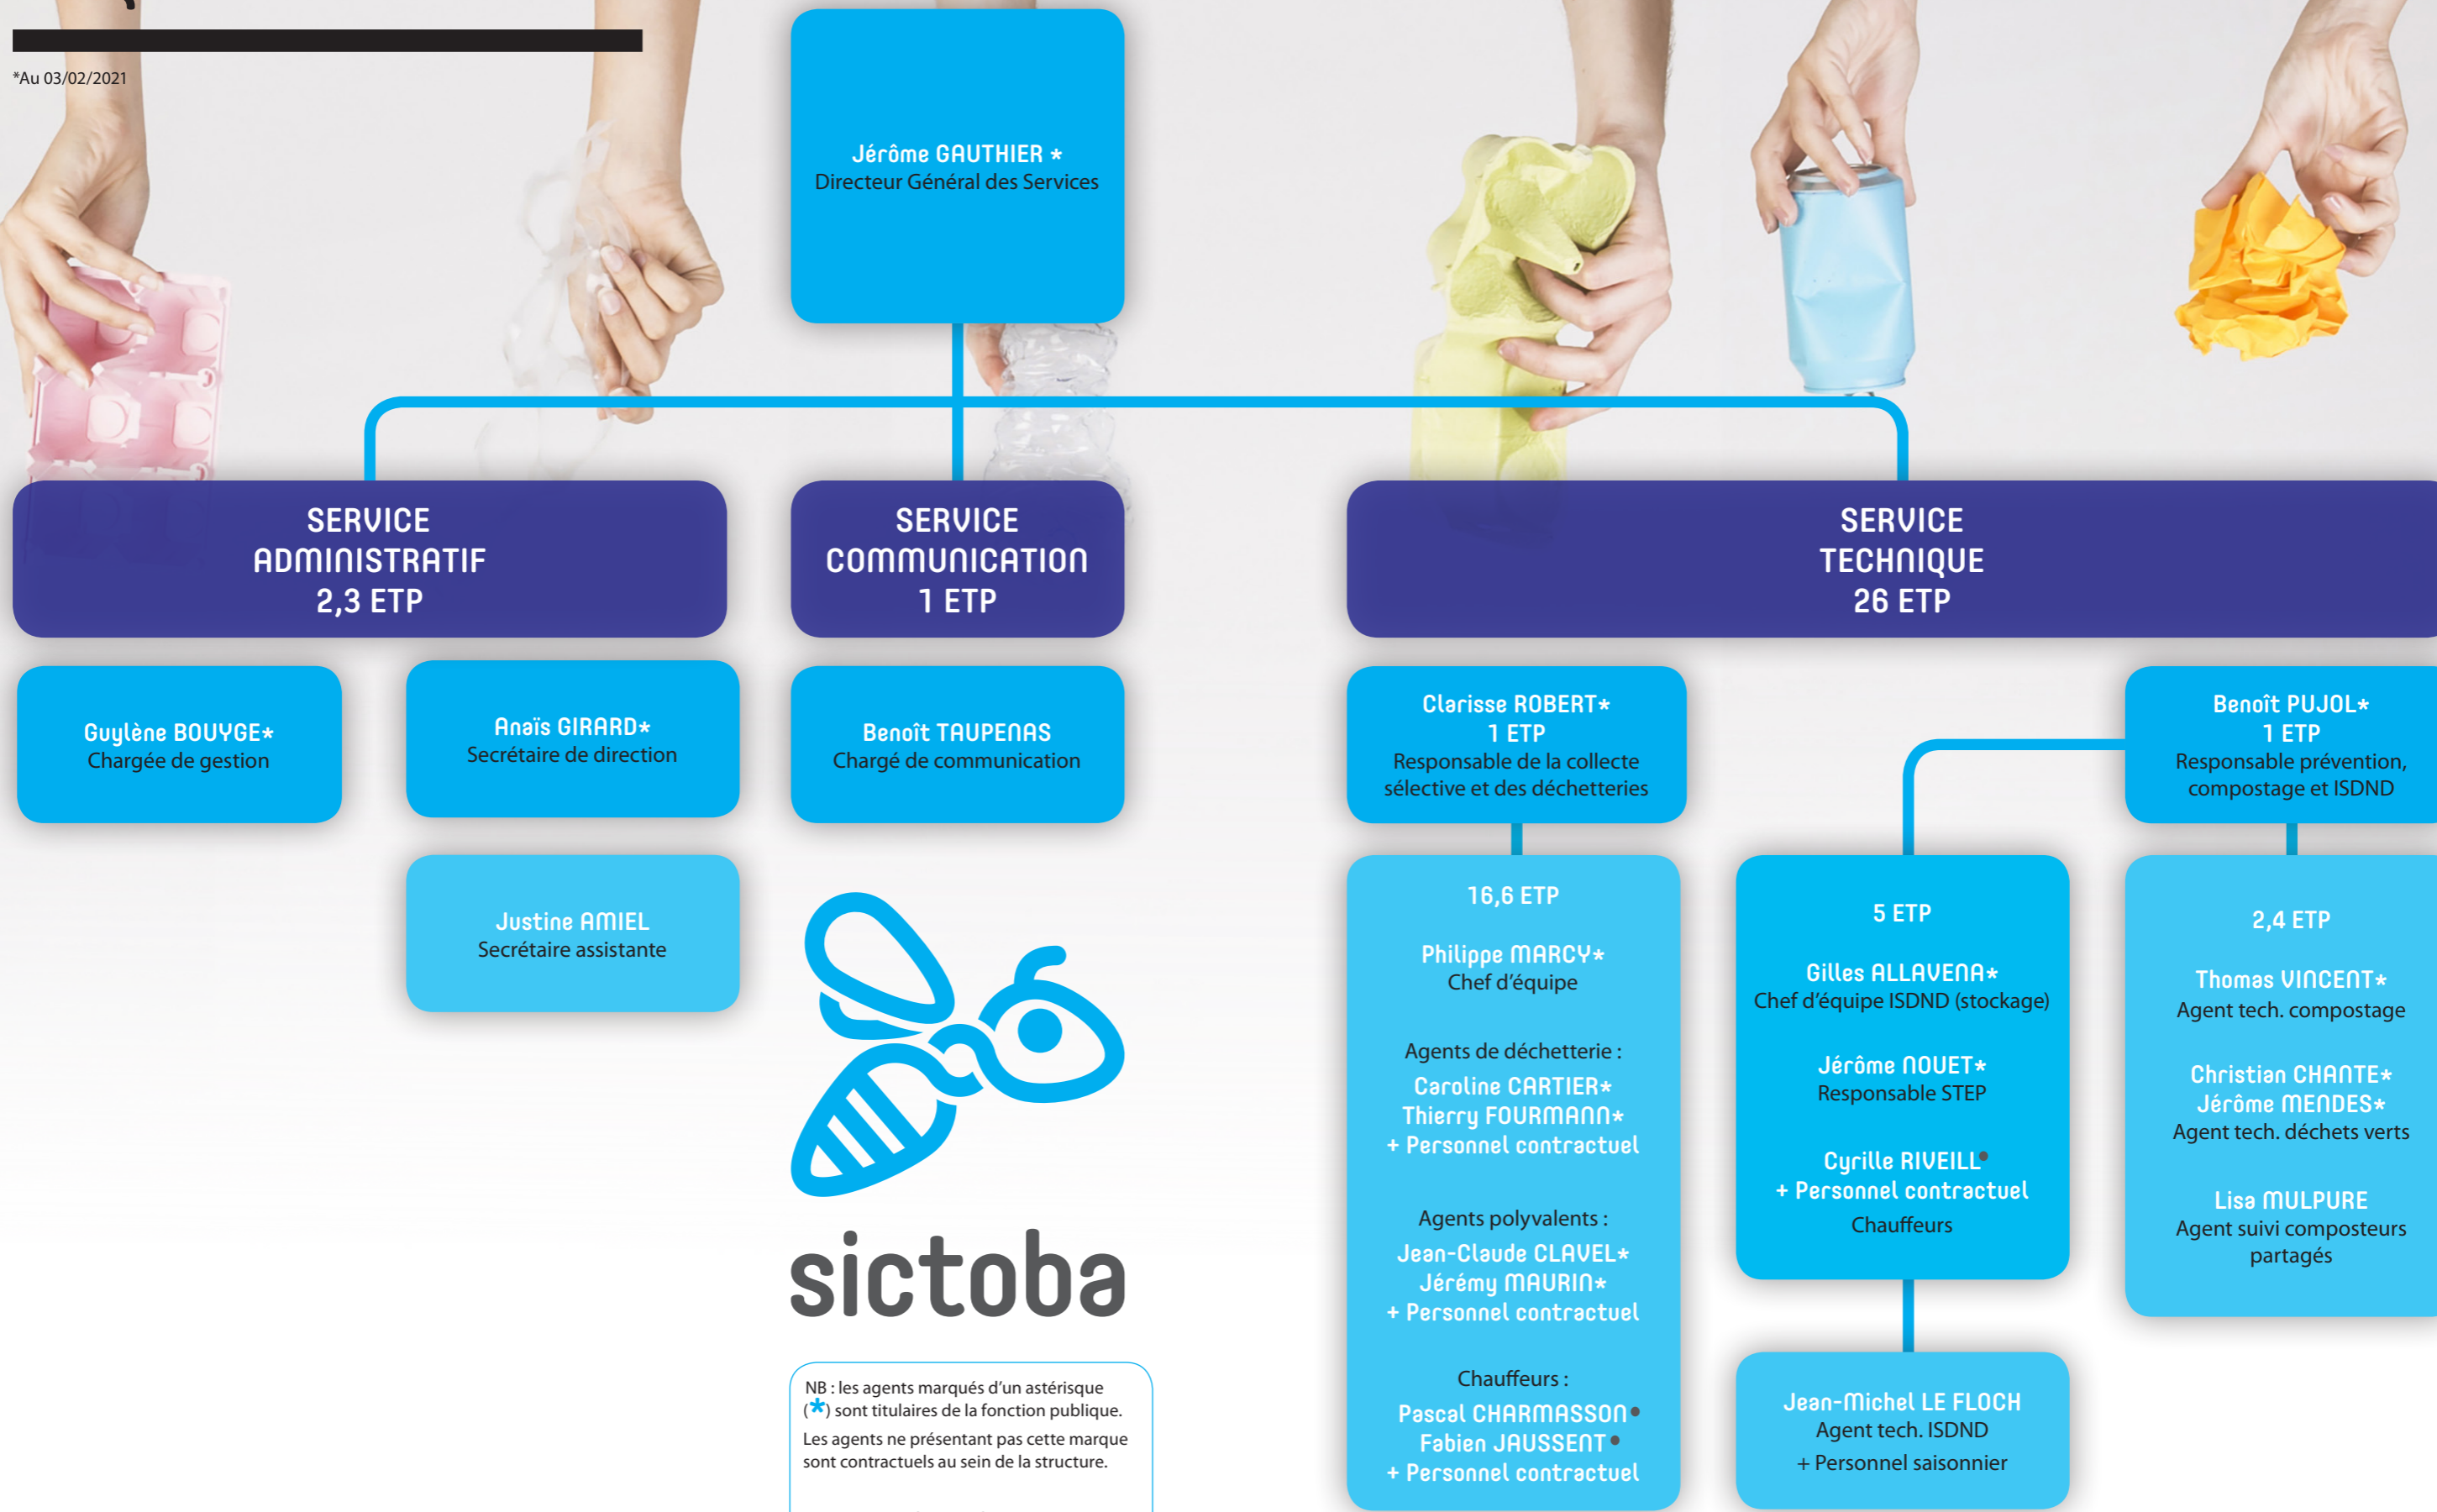 *Au 03/02/2021
Jérôme GAUTHIER *
Directeur Général des Services
SERVICE
ADMINISTRATIF
2,3 ETP
SERVICE
COMMUNICATION
1 ETP
SERVICE
TECHNIQUE
26 ETP
Guylène BOUYGE*
Chargée de gestion
Anaïs GIRARD*
Secrétaire de direction
Justine AMIEL
Secrétaire assistante
Benoît TAUPENAS
Chargé de communication
Clarisse ROBERT*
1 ETP
Responsable de la collecte
sélective et des déchetteries
Benoît PUJOL*
1 ETP
Responsable prévention,
compostage et ISDND
16,6 ETP
Philippe MARCY*
Chef d'équipe
Agents de déchetterie :
Caroline CARTIER*
Thierry FOURMANN*
+ Personnel contractuel
Agents polyvalents :
Jean-Claude CLAVEL*
Jérémy MAURIN*
+ Personnel contractuel
Chauffeurs :
Pascal CHARMASSON•
Fabien JAUSSENT•
+ Personnel contractuel
5 ETP
Gilles ALLAVENA*
Chef d'équipe ISDND (stockage)
Jérôme NOUET*
Responsable STEP
Cyrille RIVEILL•
+ Personnel contractuel
Chauffeurs
Jean-Michel LE FLOCH
Agent tech. ISDND
+ Personnel saisonnier
2,4 ETP
Thomas VINCENT*
Agent tech. compostage
Christian CHANTE*
Jérôme MENDES*
Agent tech. déchets verts
Lisa MULPURE
Agent suivi composteurs
partagés
sictoba
NB : les agents marqués d'un astérisque
(*) sont titulaires de la fonction publique.
Les agents ne présentant pas cette marque
sont contractuels au sein de la structure.